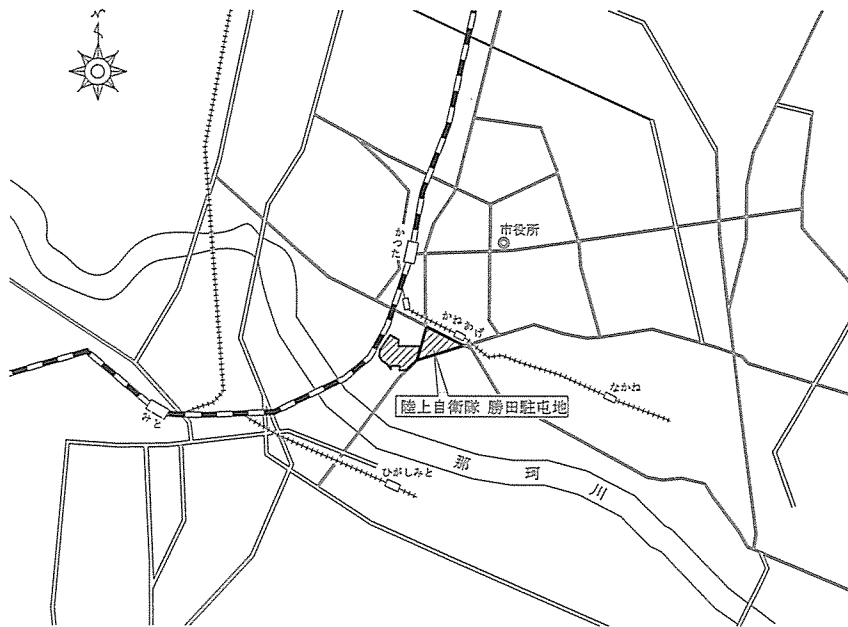 市役所
かつた
かねあげ
なかね
陸上自衛隊 勝田駐屯地
みと
ひがしみと
那珂川